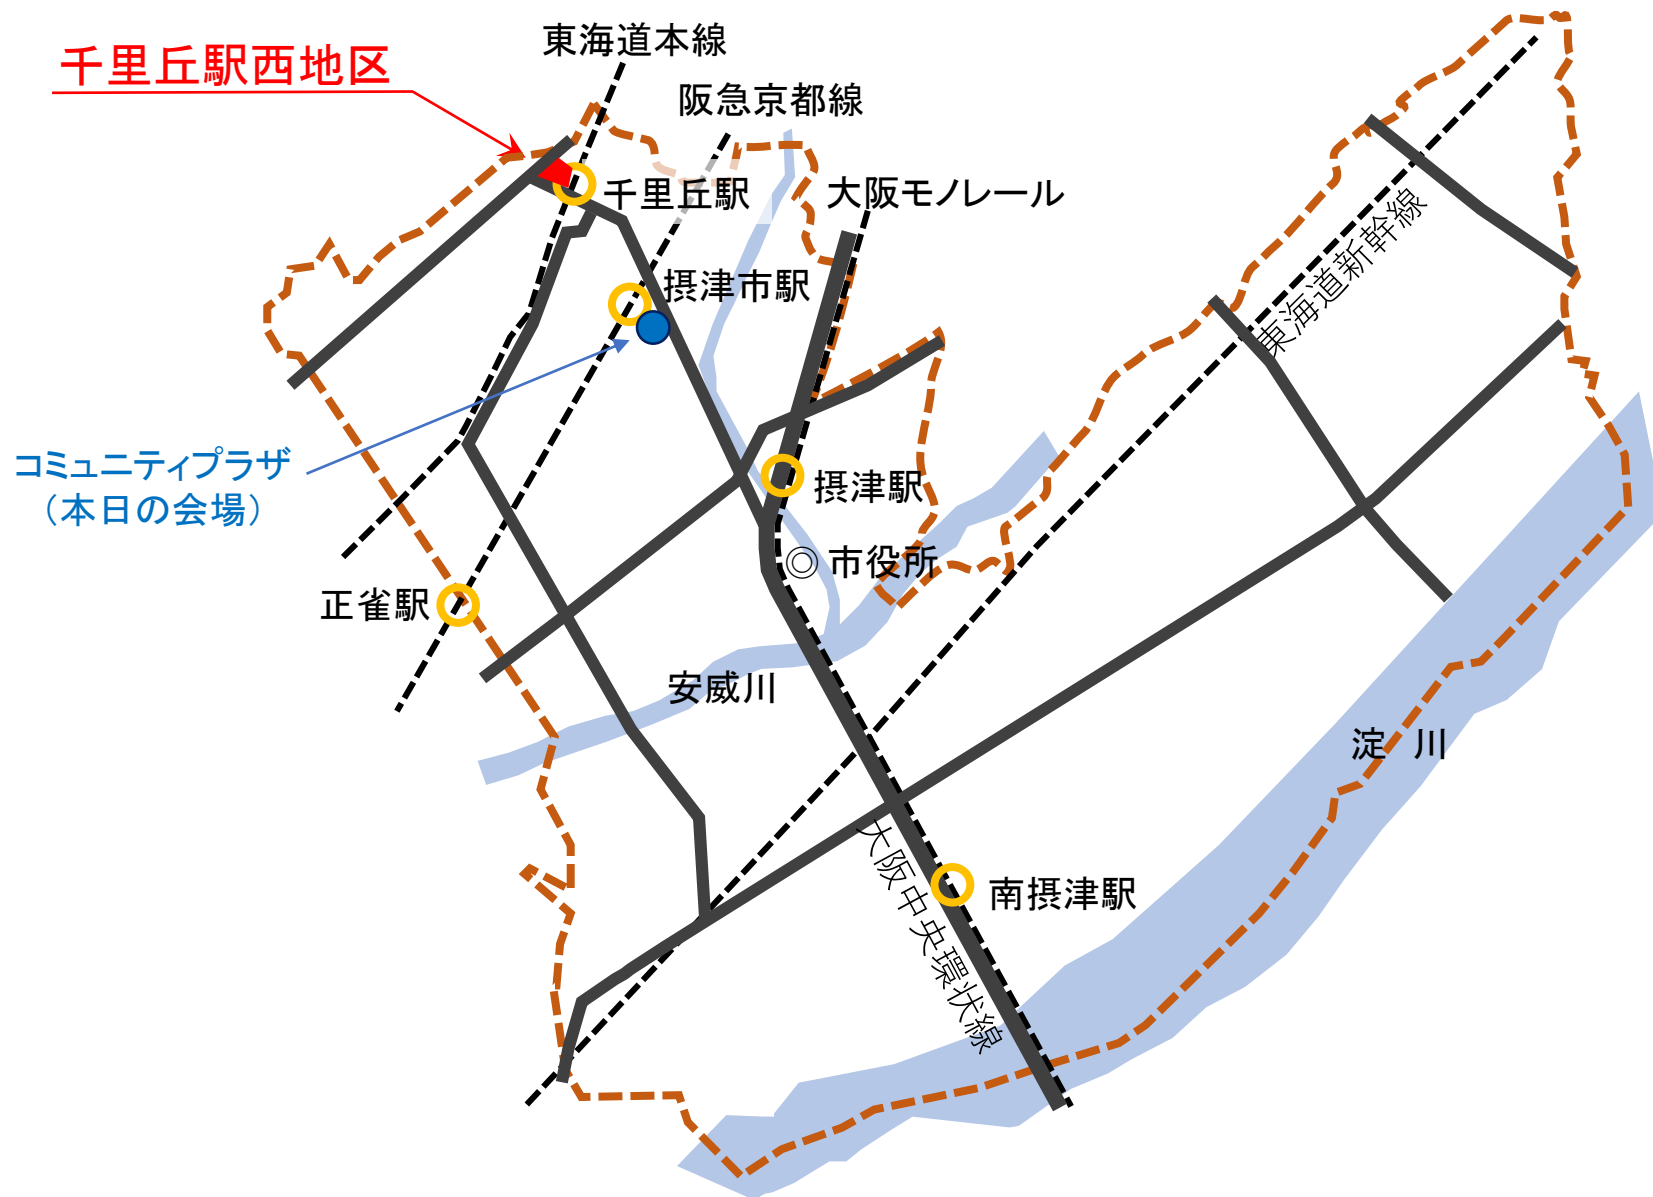 東海道本線
千里丘駅西地区
阪急京都線
千里丘駅
大阪モノレール
東海道新幹線
摂津市駅
コミュニティプラザ
（本日の会場）
摂津駅
◎ 市役所
正雀駅
安威川
淀　川
大阪中央環状線
南摂津駅